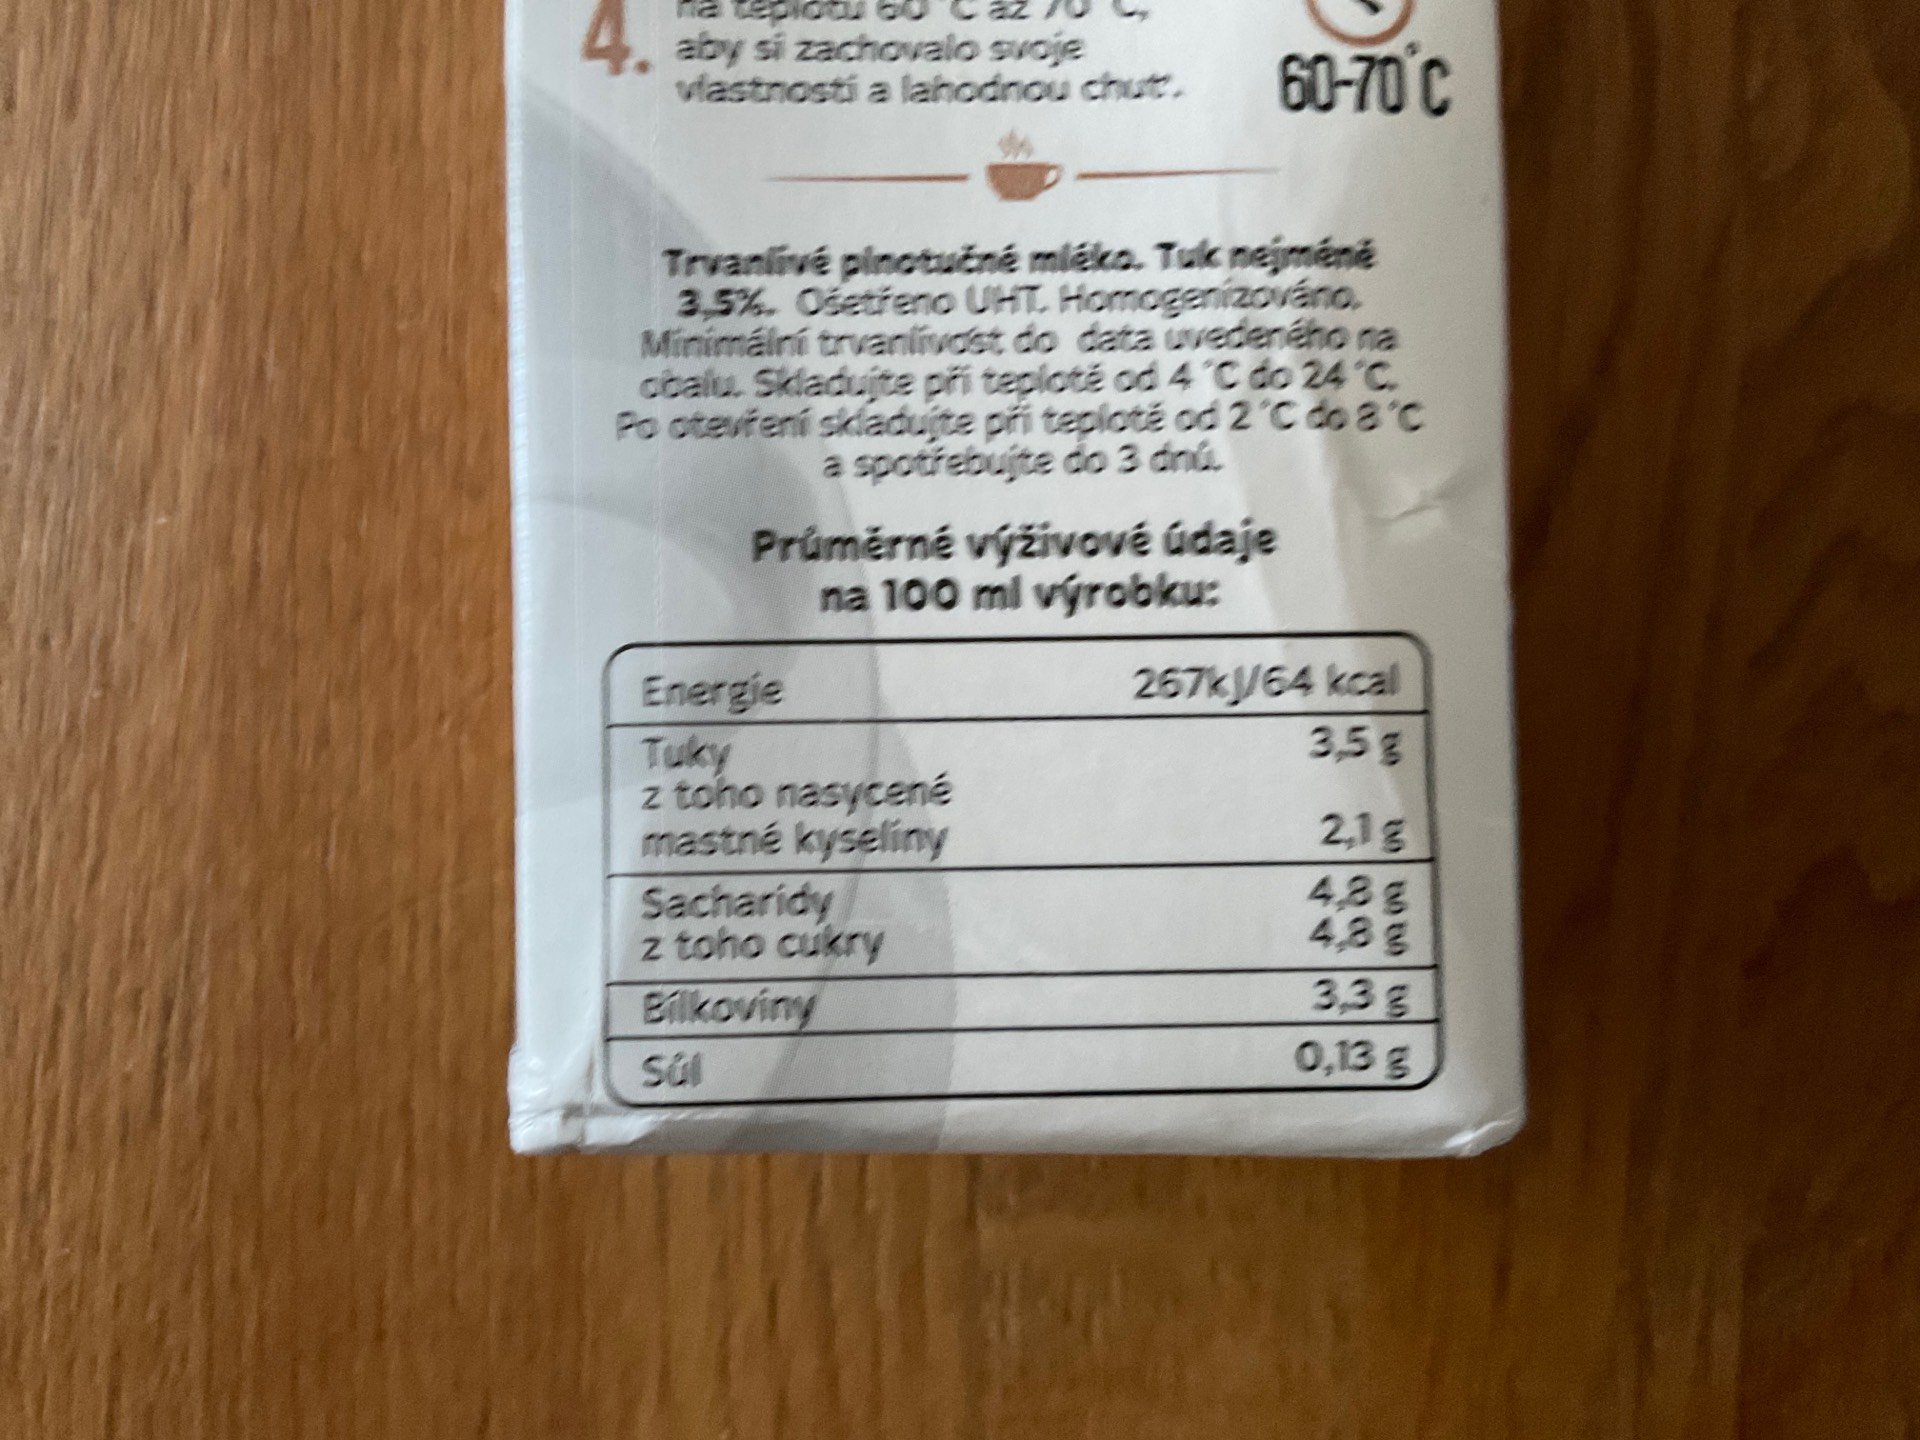 na teplotu 60 °C až 70 °C,
4. aby si zachovalo svoje
vlastnosti a lahodnou chuť.
60-70°C
Trvanlivé plnotučné mléko. Tuk nejméně
3,5%. Ošetřeno UHT. Homogenizováno.
Minimální trvanlivost do data uvedeného na
obalu. Skladujte při teplotě od 4 °C do 24 °C.
Po otevření skladujte při teplotě od 2 °C do 8 °C
a spotřebujte do 3 dnů.
Průměrné výživové údaje
na 100 ml výrobku:
Energie 267kJ/64 kcal
Tuky 3,5 g
z toho nasycené
mastné kyseliny 2,1 g
Sacharidy 4,8 g
z toho cukry 4,8 g
Bílkoviny 3,3 g
Sůl 0,13 g